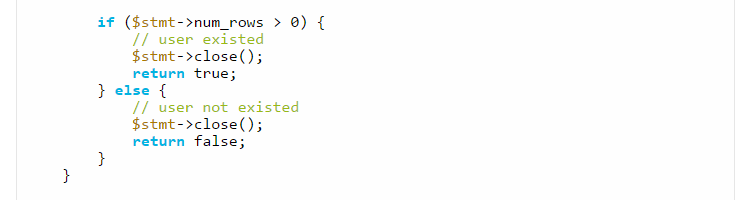 if ($stmt->num_rows > 0) {
// user existed
$stmt->close();
return true;
} else {
// user not existed
$stmt->close();
return false;
}
}